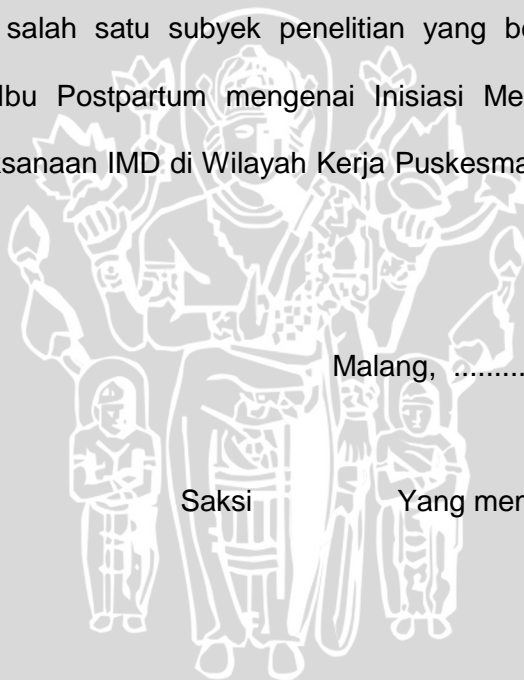 salah satu subyek penelitian yang be
Ibu Postpartum mengenai Inisiasi Me
ksanaan IMD di Wilayah Kerja Puskesma
Malang, ..........
Saksi Yang men